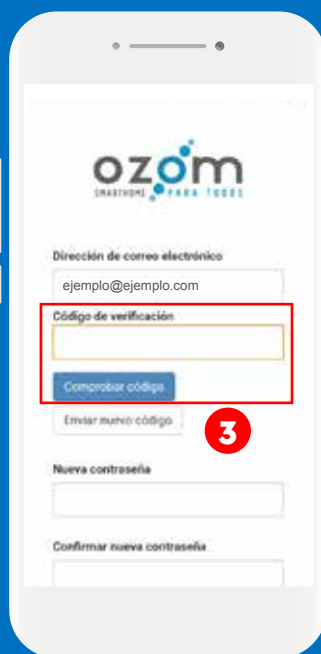 ozom
SMARTHOME PARA TODOS
Dirección de correo electrónico
ejemplo@ejemplo.com
Código de verificación
Comprobar código
Enviar nuevo código
3
Nueva contraseña
Confirmar nueva contraseña